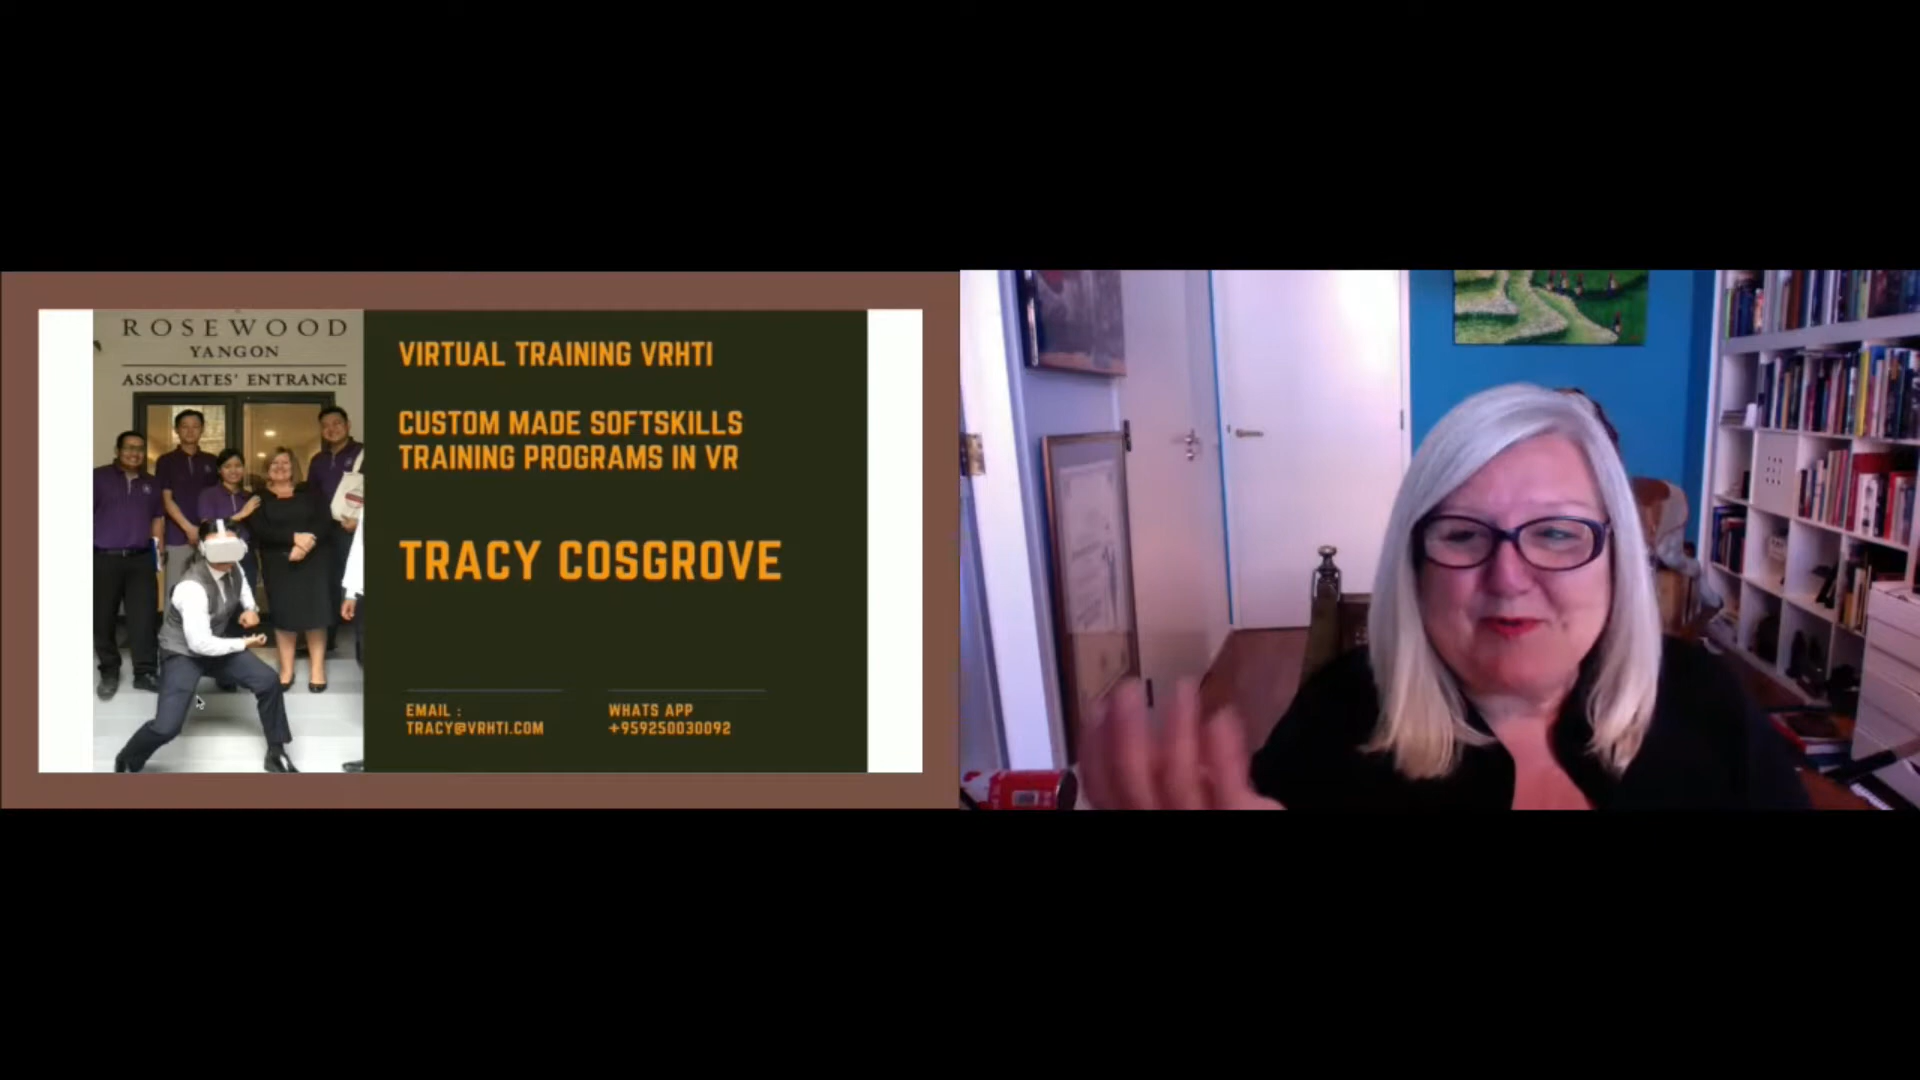 ROSEWOOD
YANGON
ASSOCIATES' ENTRANCE
VIRTUAL TRAINING VRHTI
CUSTOM MADE SOFTSKILLS
TRAINING PROGRAMS IN VR
TRACY COSGROVE
EMAIL :
TRACY@VRHTI.COM
WHATS APP
+959250030092